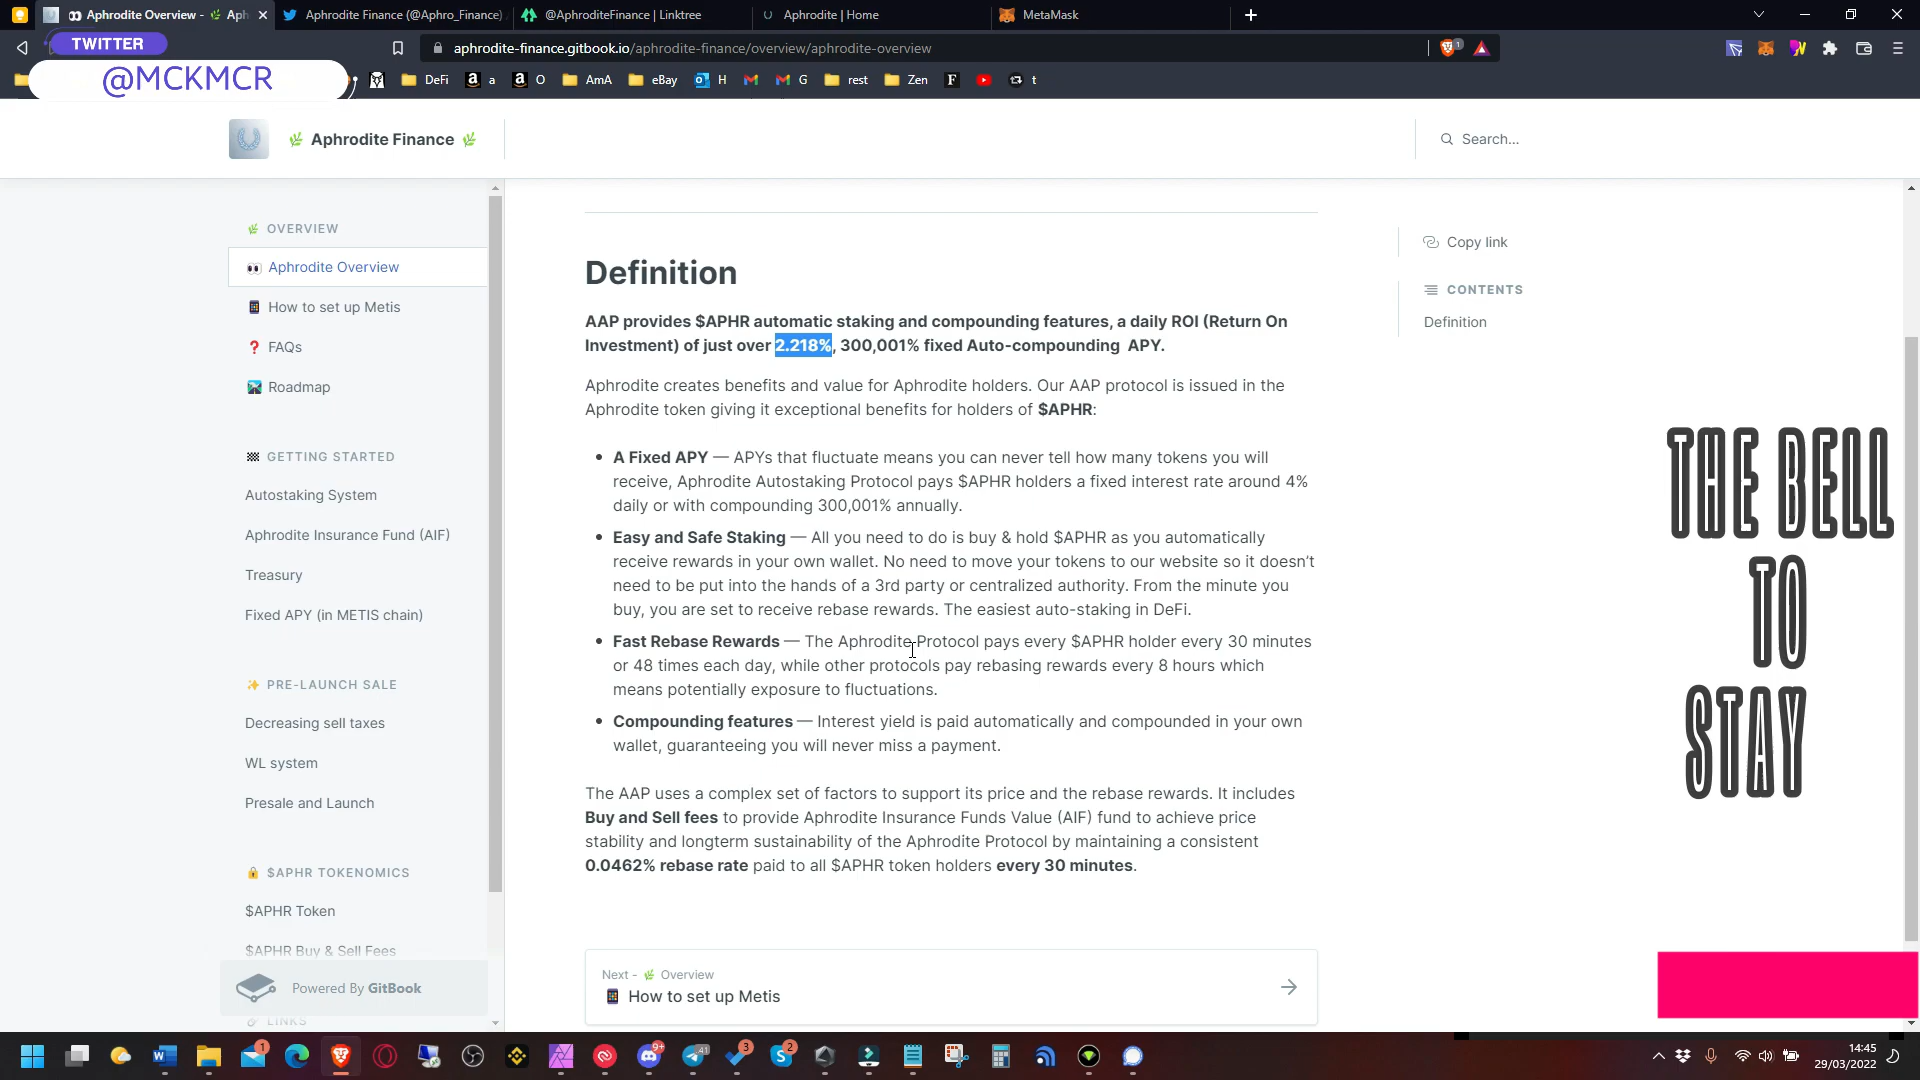 Aphrodite Overview - Aph
Aphrodite Finance (@Aphro_Finance)
@AphroditeFinance | Linktree
Aphrodite | Home
MetaMask
TWITTER
@MCKMCR
aphrodite-finance.gitbook.io/aphrodite-finance/overview/aphrodite-overview
1
DeFi
a
O
AmA
eBay
H
G
rest
Zen
F
t
Aphrodite Finance
Search...
OVERVIEW
Aphrodite Overview
How to set up Metis
FAQs
Roadmap
GETTING STARTED
Autostaking System
Aphrodite Insurance Fund (AIF)
Treasury
Fixed APY (in METIS chain)
PRE-LAUNCH SALE
Decreasing sell taxes
WL system
Presale and Launch
$APHR TOKENOMICS
$APHR Token
$APHR Buy & Sell Fees
LINKS
Powered By GitBook
Definition
AAP provides $APHR automatic staking and compounding features, a daily ROI (Return On
Investment) of just over 2.218%, 300,001% fixed Auto-compounding APY.
Aphrodite creates benefits and value for Aphrodite holders. Our AAP protocol is issued in the
Aphrodite token giving it exceptional benefits for holders of $APHR:
• A Fixed APY — APYs that fluctuate means you can never tell how many tokens you will
receive, Aphrodite Autostaking Protocol pays $APHR holders a fixed interest rate around 4%
daily or with compounding 300,001% annually.
• Easy and Safe Staking — All you need to do is buy & hold $APHR as you automatically
receive rewards in your own wallet. No need to move your tokens to our website so it doesn’t
need to be put into the hands of a 3rd party or centralized authority. From the minute you
buy, you are set to receive rebase rewards. The easiest auto-staking in DeFi.
• Fast Rebase Rewards — The Aphrodite Protocol pays every $APHR holder every 30 minutes
or 48 times each day, while other protocols pay rebasing rewards every 8 hours which
means potentially exposure to fluctuations.
• Compounding features — Interest yield is paid automatically and compounded in your own
wallet, guaranteeing you will never miss a payment.
The AAP uses a complex set of factors to support its price and the rebase rewards. It includes
Buy and Sell fees to provide Aphrodite Insurance Funds Value (AIF) fund to achieve price
stability and longterm sustainability of the Aphrodite Protocol by maintaining a consistent
0.0462% rebase rate paid to all $APHR token holders every 30 minutes.
Next - Overview
How to set up Metis
Copy link
CONTENTS
Definition
THE BELL
TO
STAY
1
9+
41
3
2
14:45
29/03/2022